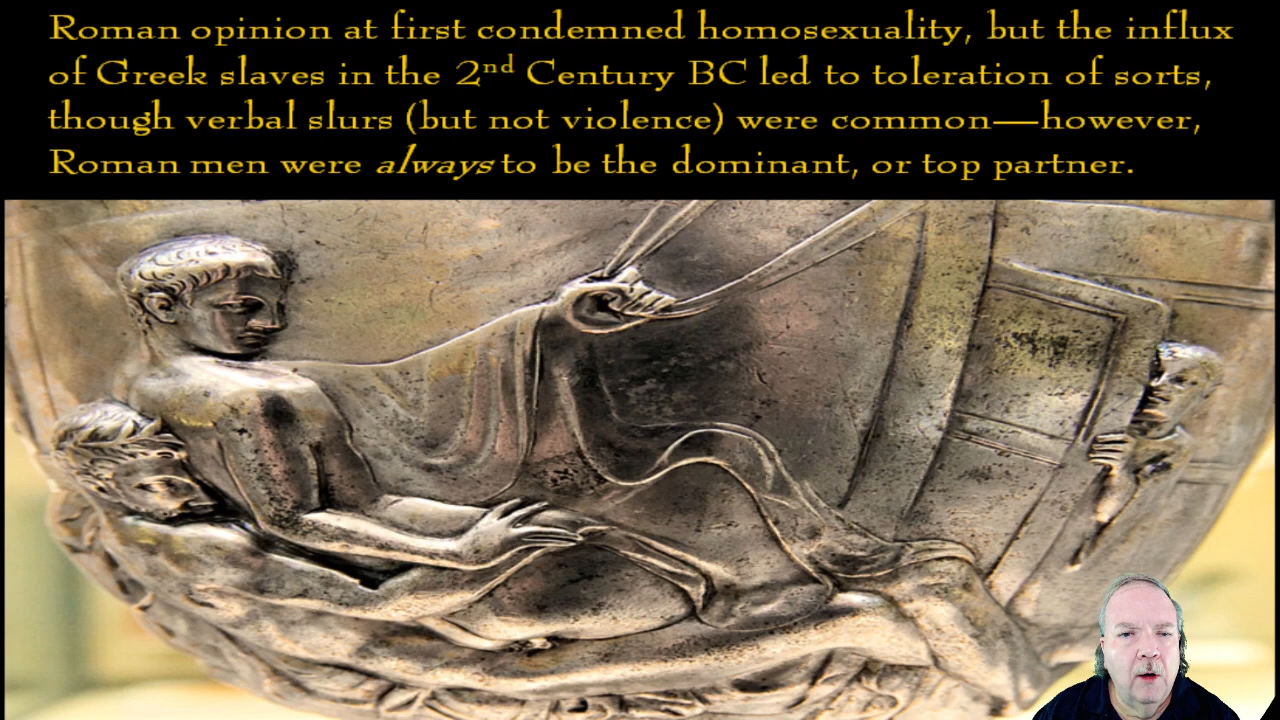 Roman opinion at first condemned homosexuality, but the influx
of Greek slaves in the 2nd Century BC led to toleration of sorts,
though verbal slurs (but not violence) were common—however,
Roman men were always to be the dominant, or top partner.